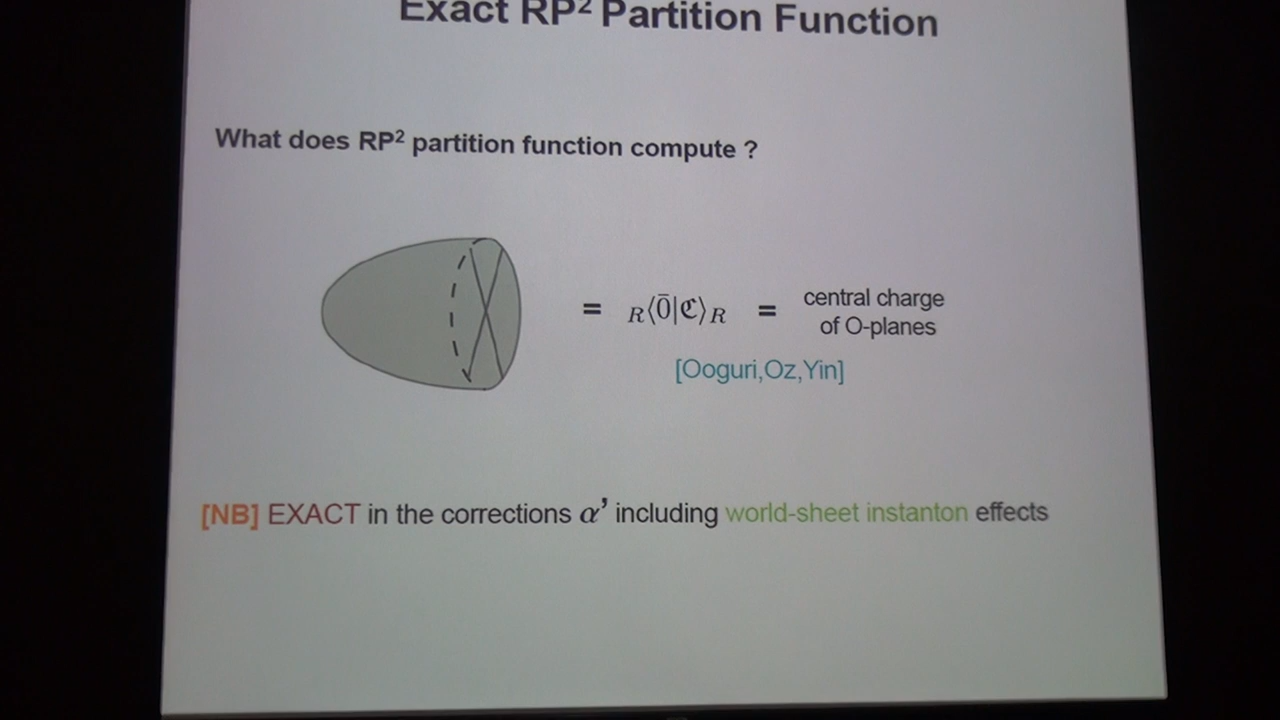 Exact RP² Partition Function
What does RP² partition function compute ?
= R⟨0̄|ℭ⟩R = central charge
of O-planes
[Ooguri,Oz,Yin]
[NB] EXACT in the corrections α’ including world-sheet instanton effects